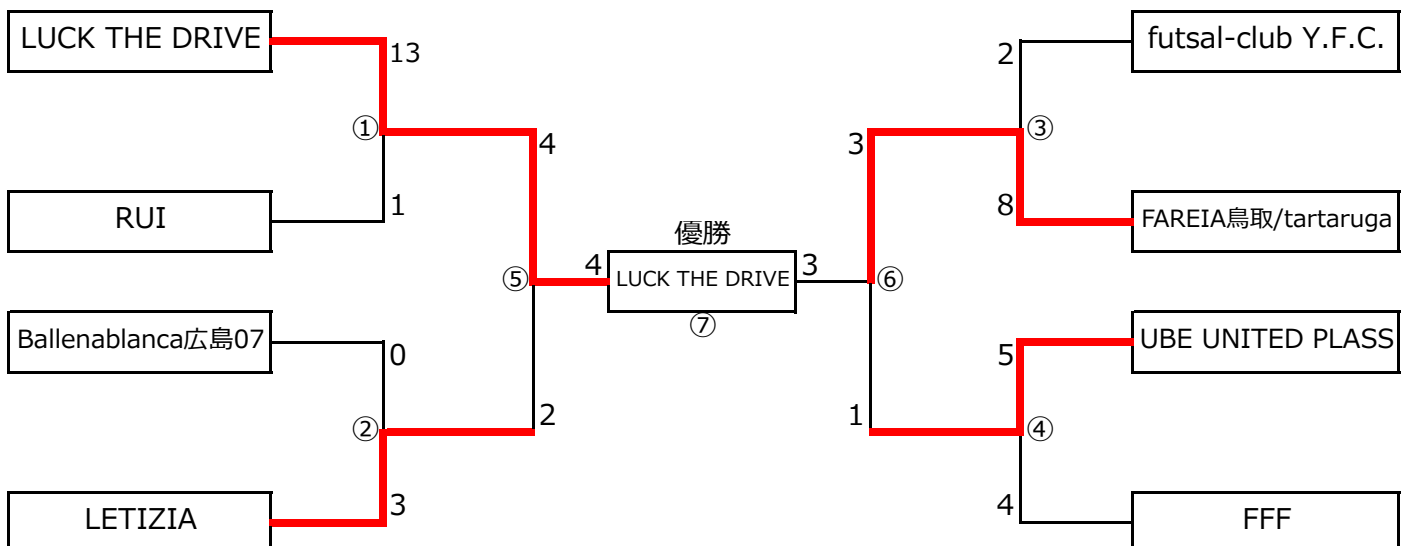 LUCK THE DRIVE
13
2
futsal-club Y.F.C.
①
4
3
③
RUI
1
8
FAREIA鳥取/tartaruga
優勝
⑤
4
LUCK THE DRIVE
3
⑥
⑦
Ballenablanca広島07
0
5
UBE UNITED PLASS
②
2
1
④
LETIZIA
3
4
FFF